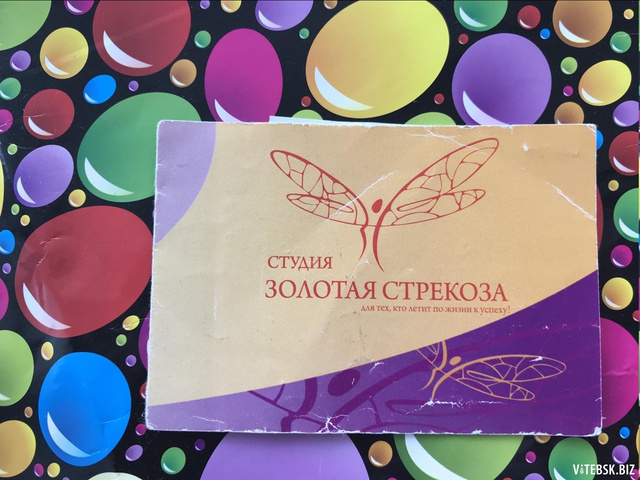 СТУДИЯ
ЗОЛОТАЯ СТРЕКОЗА
для тех, кто летит по жизни к успеху!
ViTEBSK.BIZ